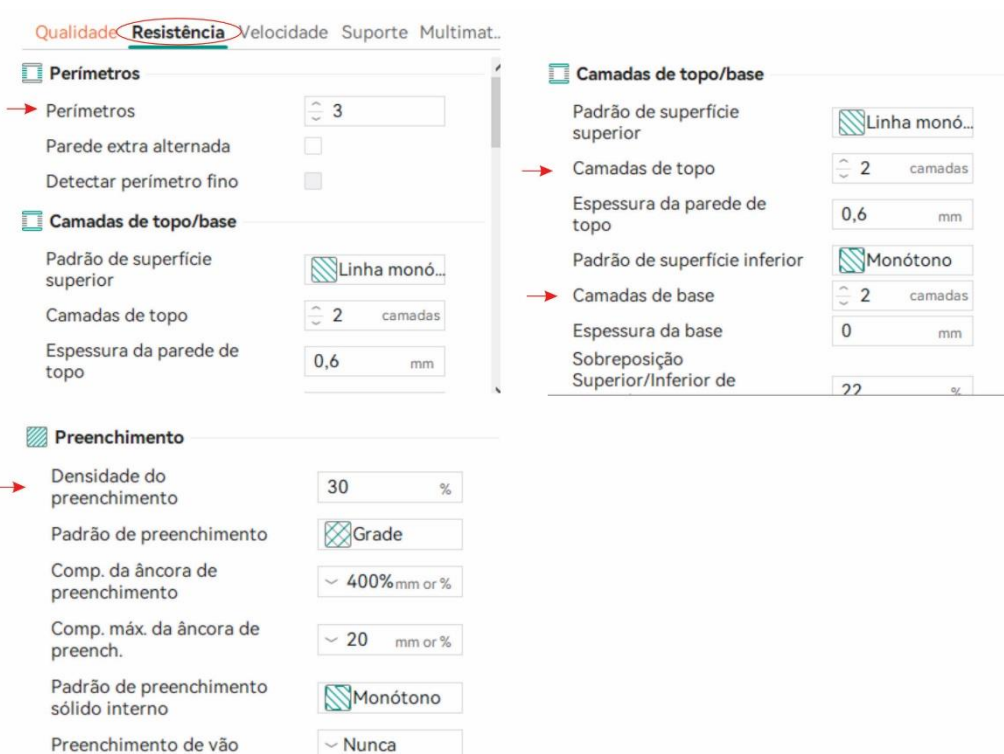 Qualidade Resistência Velocidade Suporte Multimat..
Perímetros
Perímetros 3
Parede extra alternada
Detectar perímetro fino
Camadas de topo/base
Padrão de superfície
superior
Linha monó...
Camadas de topo 2 camadas
Espessura da parede de
topo
0,6 mm
Camadas de topo/base
Padrão de superfície
superior
Linha monó...
Camadas de topo 2 camadas
Espessura da parede de
topo
0,6 mm
Padrão de superfície inferior Monótono
Camadas de base 2 camadas
Espessura da base 0 mm
Sobreposição
Superior/Inferior de
22 %
Preenchimento
Densidade do
preenchimento
30 %
Padrão de preenchimento Grade
Comp. da âncora de
preenchimento
400% mm or %
Comp. máx. da âncora de
preench.
20 mm or %
Padrão de preenchimento
sólido interno
Monótono
Preenchimento de vão Nunca